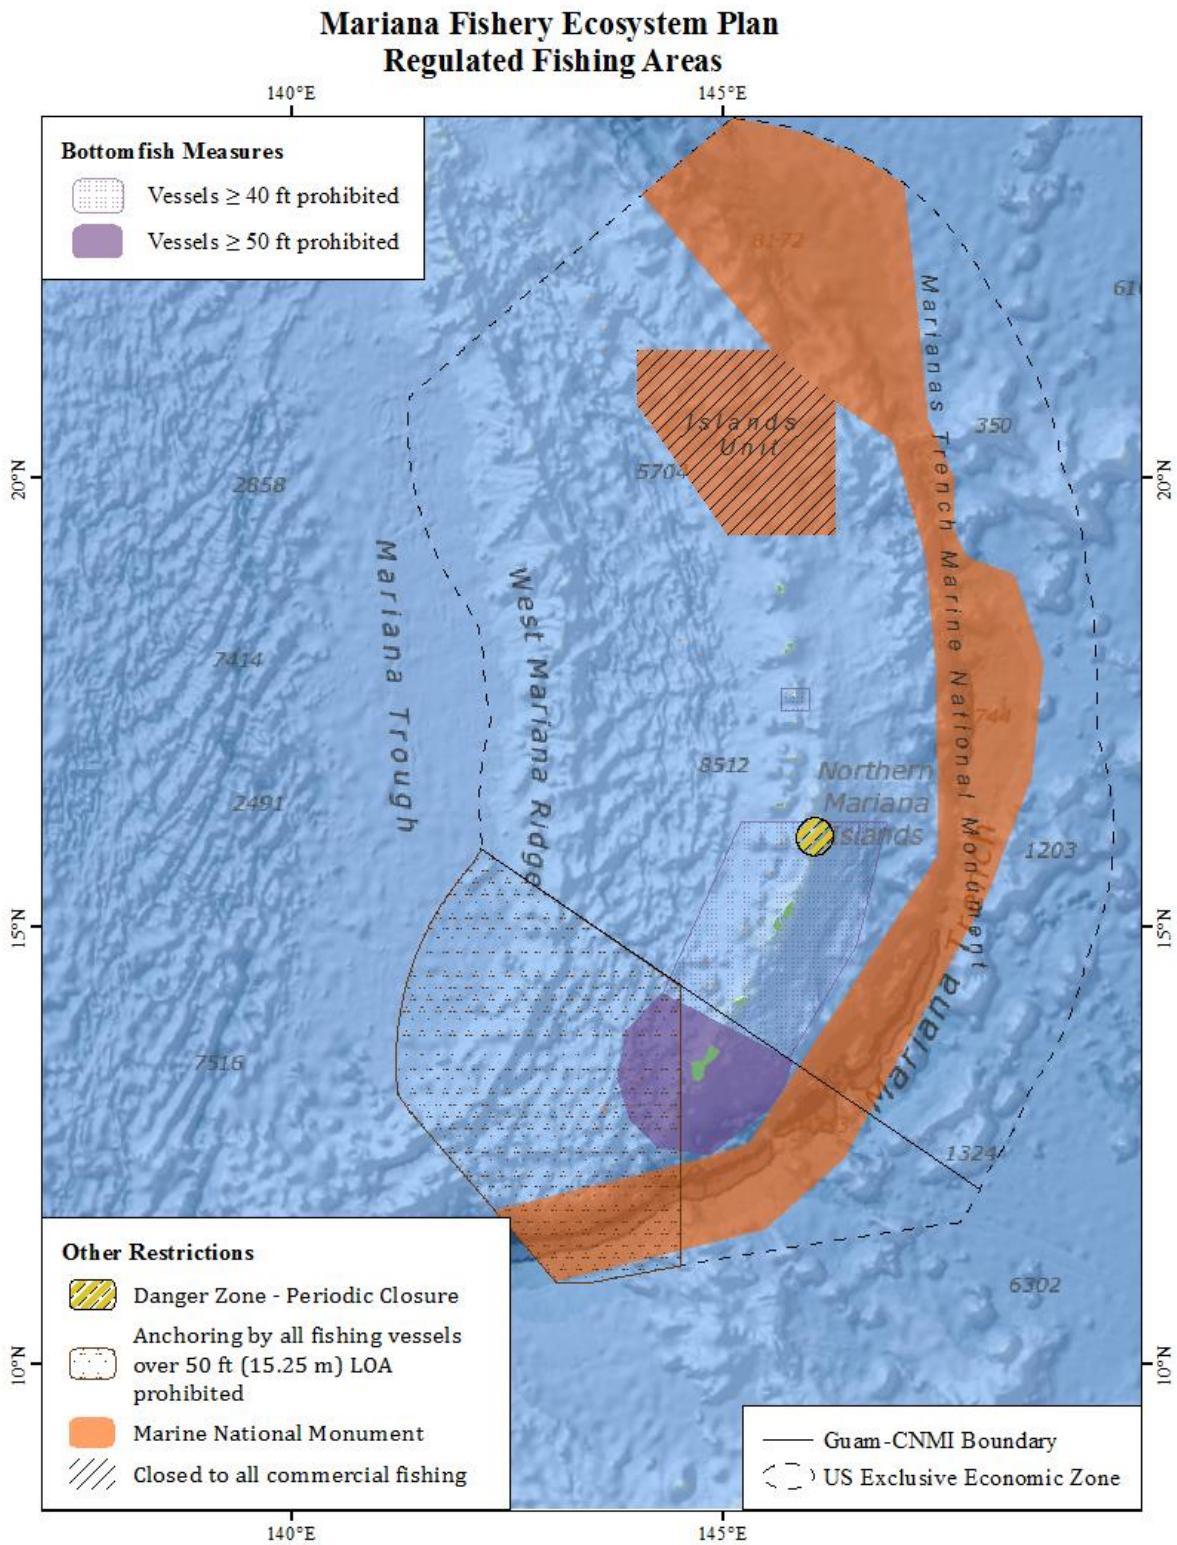 Mariana Fishery Ecosystem Plan
Regulated Fishing Areas
140°E
145°E
Bottomfish Measures
Vessels ≥ 40 ft prohibited
Vessels ≥ 50 ft prohibited
8172
Marianas Trench Marine National Monument
350
Islands
Unit
5704
20°N
20°N
2858
Mariana Trough
West Mariana Ridge
7414
744
8512
Northern
Mariana
Islands
2491
1203
15°N
15°N
Mariana Trench
7516
1324
Other Restrictions
Danger Zone - Periodic Closure
Anchoring by all fishing vessels
over 50 ft (15.25 m) LOA
prohibited
Marine National Monument
Closed to all commercial fishing
6302
10°N
10°N
Guam-CNMI Boundary
US Exclusive Economic Zone
140°E
145°E